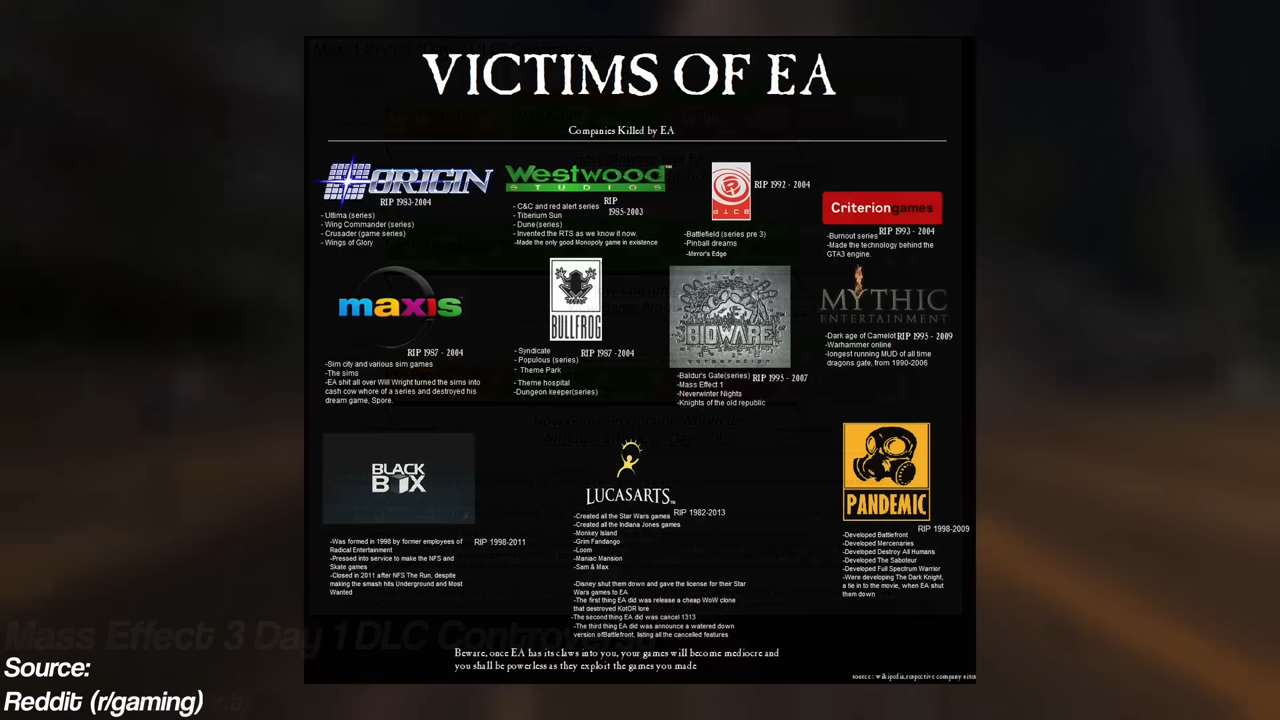 VICTIMS OF EA
Companies Killed by EA
ORIGIN
RIP 1983-2004
- Ultima (series)
- Wing Commander (series)
- Crusader (game series)
- Wings of Glory
Westwood™
STUDIOS
RIP
1985-2003
- C&C and red alert series
- Tiberium Sun
- Dune(series)
- Invented the RTS as we know it now.
-Made the only good Monopoly game in existence
RIP 1992 - 2004
-Battlefield (series pre 3)
-Pinball dreams
-Mirror's Edge
Criteriongames
RIP 1993 - 2004
-Burnout series
-Made the technology behind the
GTA3 engine.
maxis
RIP 1987 - 2004
-Sim city and various sim games
-The sims
-EA shit all over Will Wright turned the sims into
cash cow whore of a series and destroyed his
dream game, Spore.
BULLFROG
RIP 1987 -2004
- Syndicate
- Populous (series)
- Theme Park
- Theme hospital
-Dungeon keeper(series)
BIOWARE
corporation
RIP 1995 - 2007
-Baldur's Gate(series)
-Mass Effect 1
-Neverwinter Nights
-Knights of the old republic
MYTHIC
ENTERTAINMENT
RIP 1995 - 2009
-Dark age of Camelot
-Warhammer online
-longest running MUD of all time
dragons gate, from 1990-2006
BLACK
BOX
RIP 1998-2011
-Was formed in 1998 by former employees of
Radical Entertainment
-Pressed into service to make the NFS and
Skate games
-Closed in 2011 after NFS The Run, despite
making the smash hits Underground and Most
Wanted
LUCASARTS™
RIP 1982-2013
-Created all the Star Wars games
-Created all the Indiana Jones games
-Monkey Island
-Grim Fandango
-Loom
-Maniac Mansion
-Sam & Max
-Disney shut them down and gave the license for their Star
Wars games to EA
-The first thing EA did was release a cheap WoW clone
that destroyed KotOR lore
-The second thing EA did was cancel 1313
-The third thing EA did was announce a watered down
version ofBattlefront, listing all the cancelled features
PANDEMIC
RIP 1998-2009
-Developed Battlefront
-Developed Mercenaries
-Developed Destroy All Humans
-Developed The Saboteur
-Developed Full Spectrum Warrior
-Were developing The Dark Knight,
a tie in to the movie, when EA shut
them down
Beware, once EA has its claws into you, your games will become mediocre and
you shall be powerless as they exploit the games you made
source : wikipedia,respective company sites
Mass Effect 3 Day 1 DLC Controversy
Source:
Reddit (r/gaming)